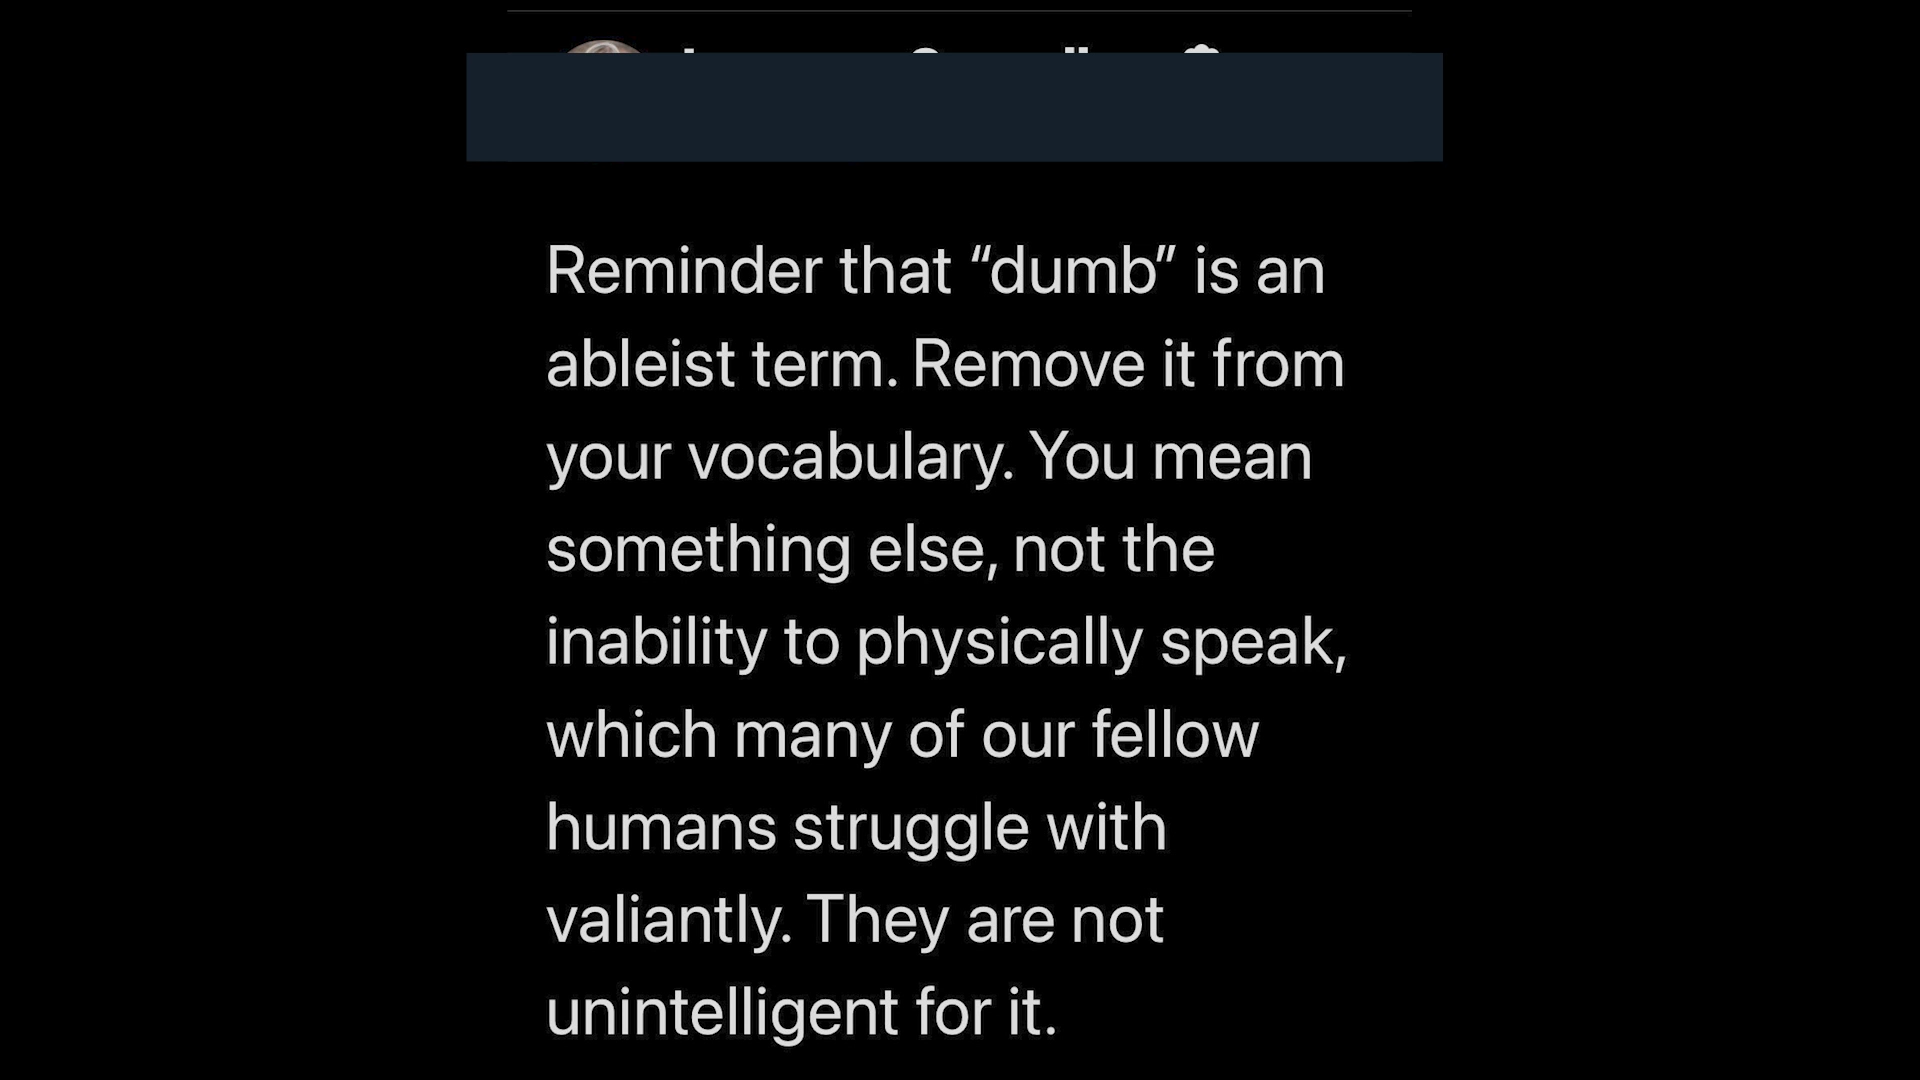 Reminder that “dumb” is an
ableist term. Remove it from
your vocabulary. You mean
something else, not the
inability to physically speak,
which many of our fellow
humans struggle with
valiantly. They are not
unintelligent for it.